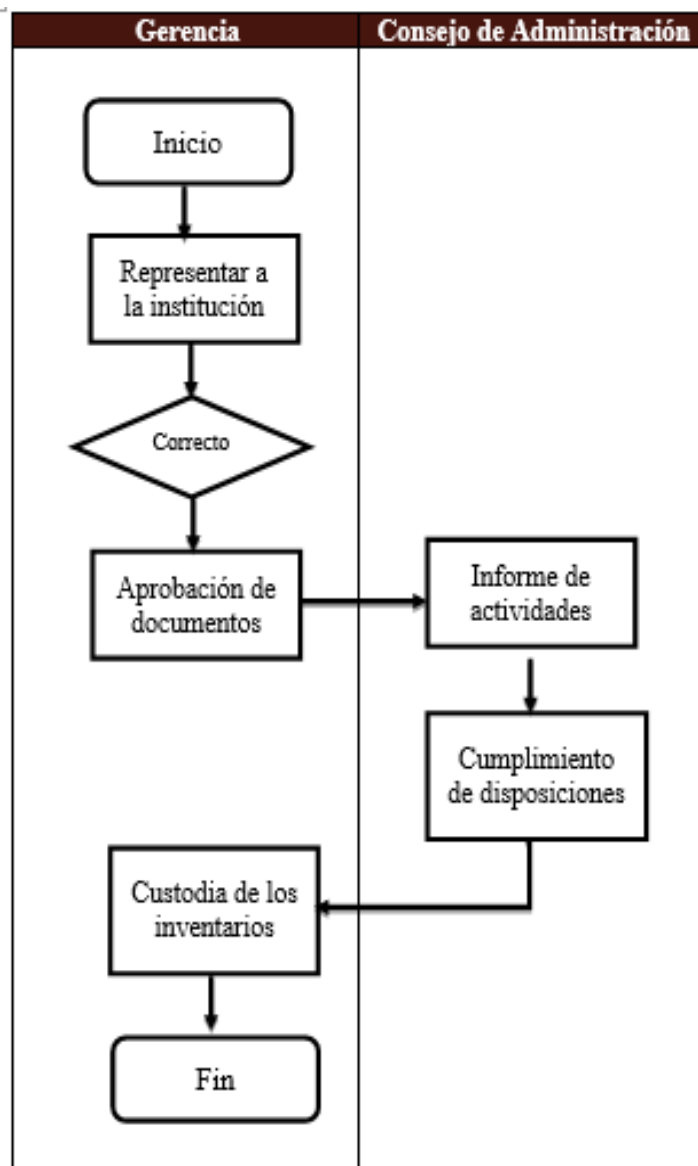 Gerencia
Consejo de Administración
Inicio
Representar a
la institución
Correcto
Aprobación de
documentos
Informe de
actividades
Cumplimiento
de disposiciones
Custodia de los
inventarios
Fin